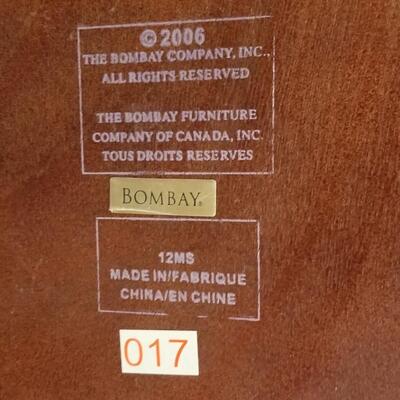 © 2006
THE BOMBAY COMPANY, INC.,
ALL RIGHTS RESERVED
THE BOMBAY FURNITURE
COMPANY OF CANADA, INC.
TOUS DROITS RESERVES
BOMBAY®
12MS
MADE IN/FABRIQUE
CHINA/EN CHINE
017